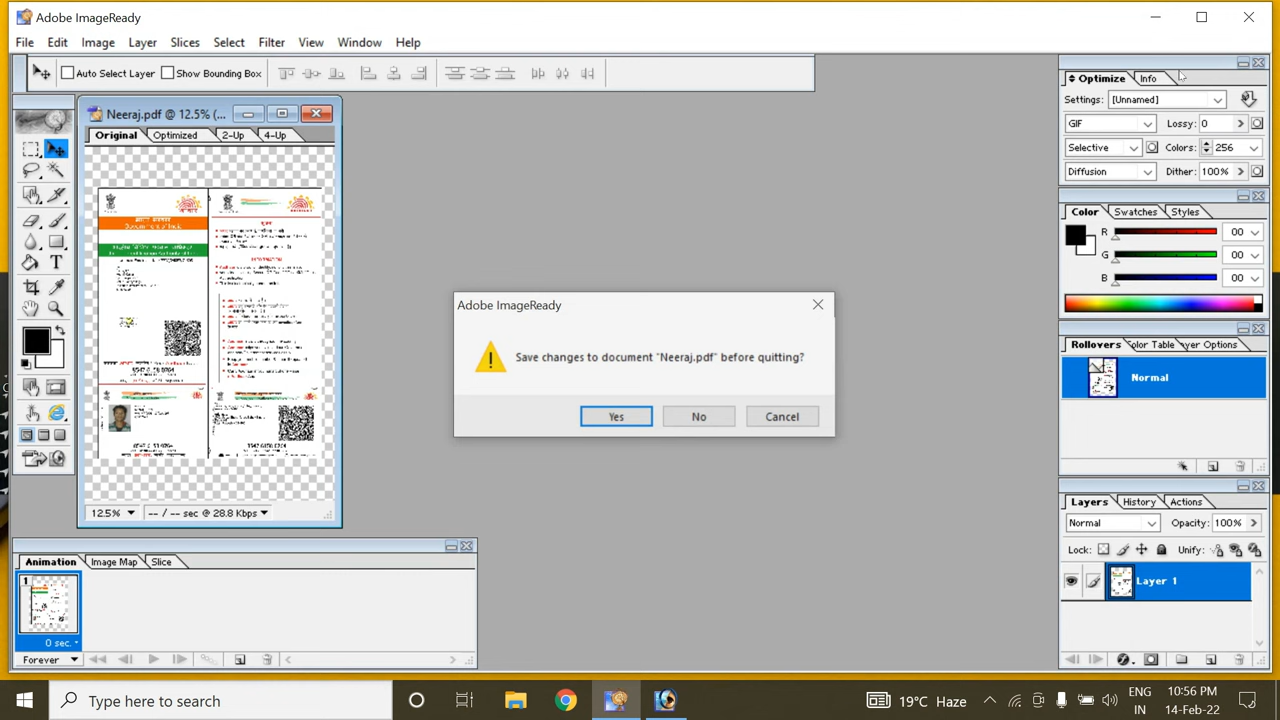 Adobe ImageReady
File Edit Image Layer Slices Select Filter View Window Help
Auto Select Layer Show Bounding Box
Neeraj.pdf @ 12.5% (...
Original Optimized 2-Up 4-Up
12.5% -- / -- sec @ 28.8 Kbps
Adobe ImageReady
Save changes to document "Neeraj.pdf" before quitting?
Yes No Cancel
Optimize Info
Settings: [Unnamed]
GIF Lossy: 0
Selective Colors: 256
Diffusion Dither: 100%
Color Swatches Styles
R 00
G 00
B 00
Rollovers olor Table yer Options
Normal
Layers History Actions
Normal Opacity: 100%
Lock: Unify:
Layer 1
Animation Image Map Slice
1
0 sec.
Forever
Type here to search
19°C Haze
ENG
IN
10:56 PM
14-Feb-22